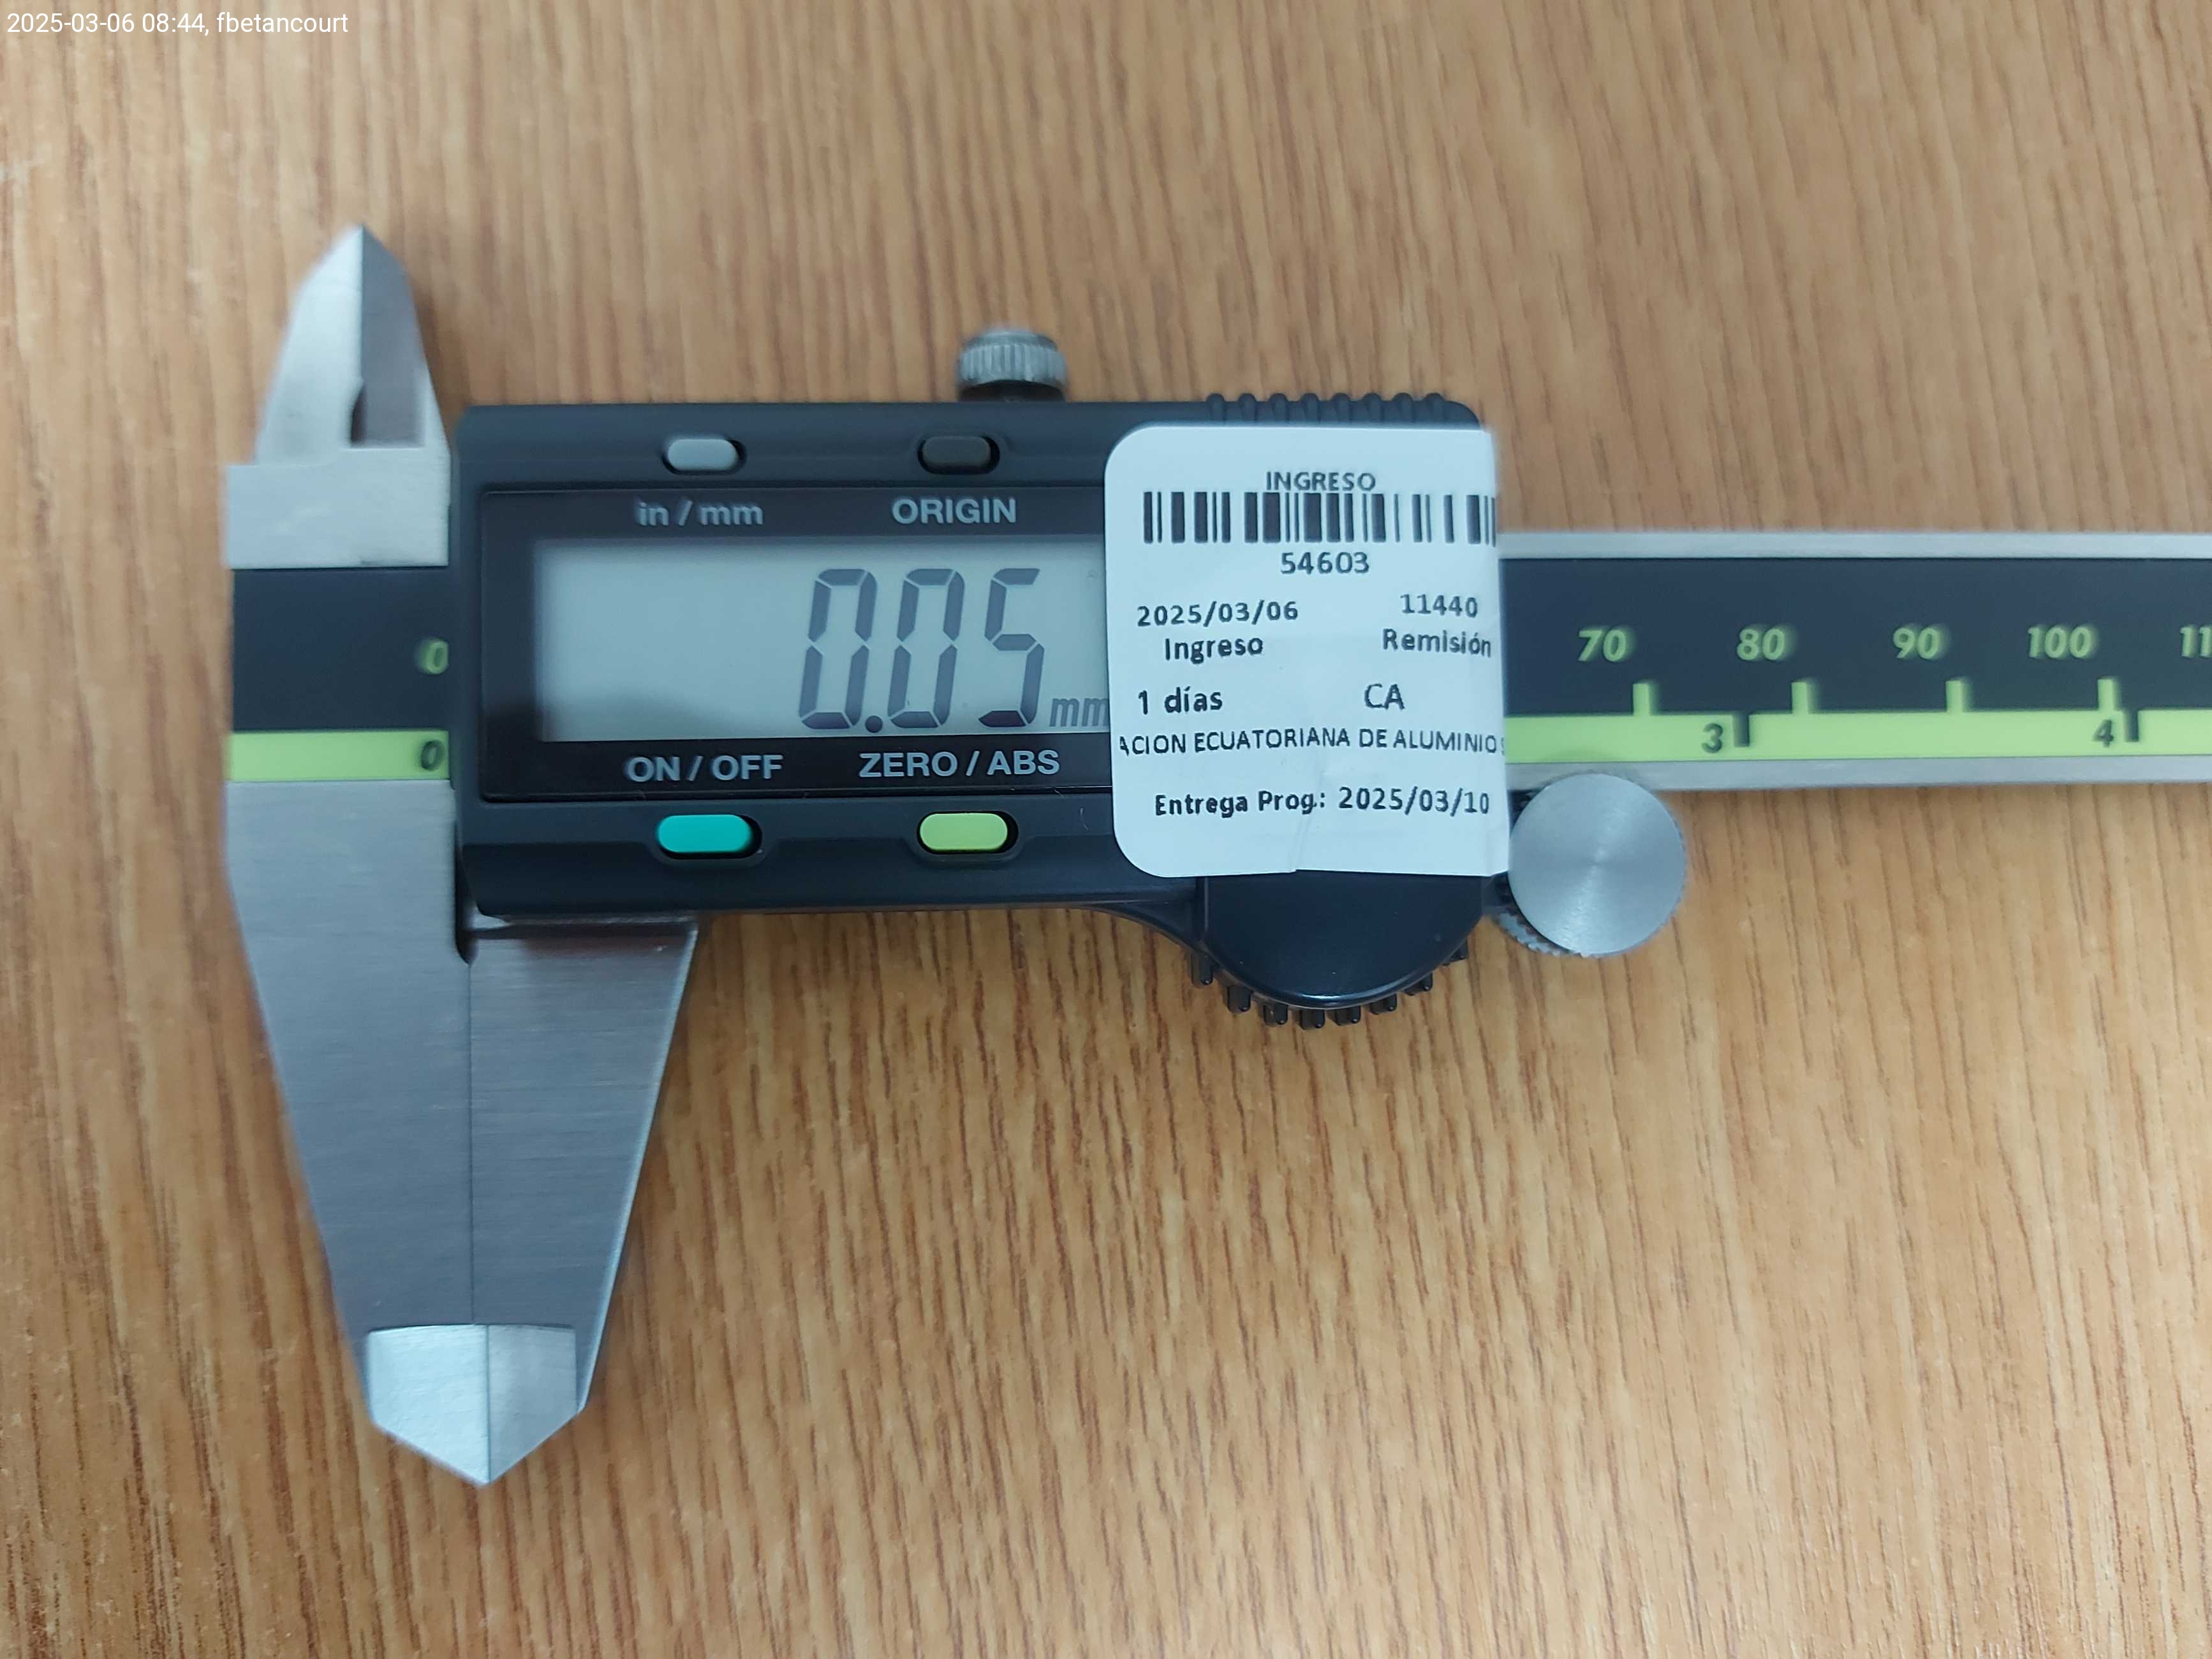 2025-03-06 08:44, fbetancourt
in / mm ORIGIN
0.05 mm
ON / OFF ZERO / ABS
0
0
INGRESO
54603
2025/03/06 11440
Ingreso Remisión
1 días CA
ACION ECUATORIANA DE ALUMINIO
Entrega Prog.: 2025/03/10
70 80 90 100 11
3 4